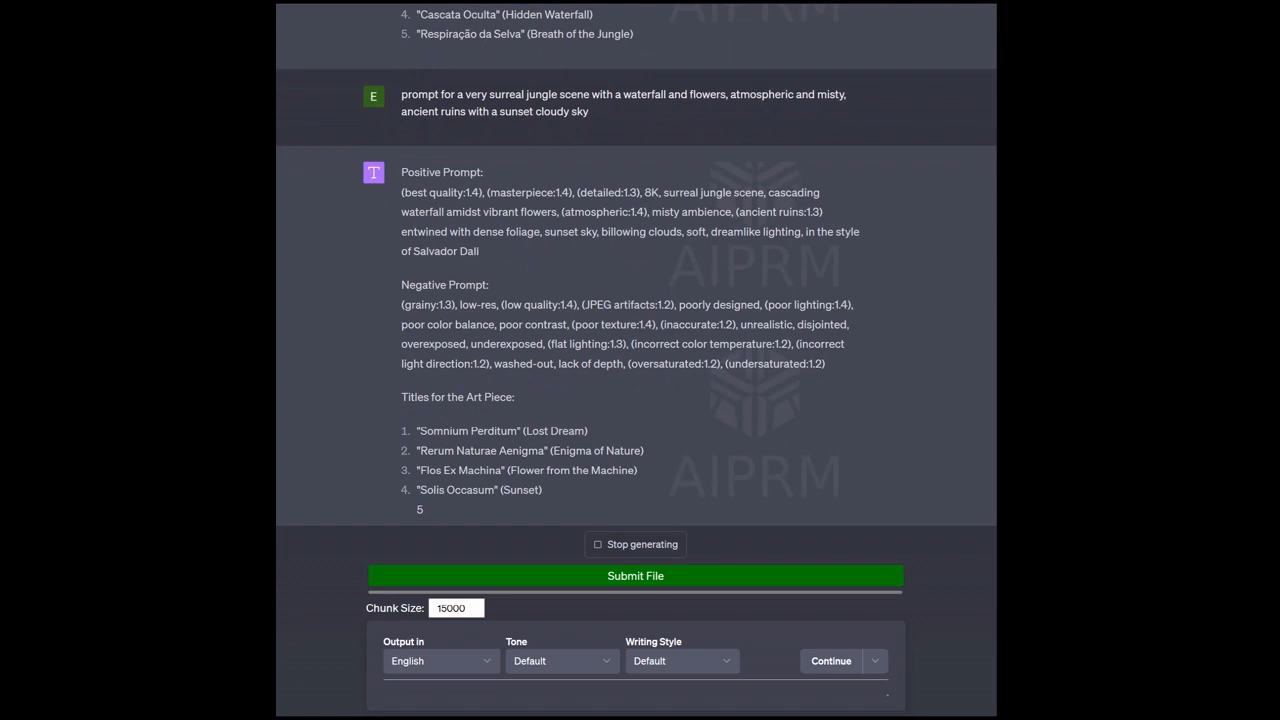 4. "Cascata Oculta" (Hidden Waterfall)
5. "Respiração da Selva" (Breath of the Jungle)
E
prompt for a very surreal jungle scene with a waterfall and flowers, atmospheric and misty,
ancient ruins with a sunset cloudy sky
T
Positive Prompt:
(best quality:1.4), (masterpiece:1.4), (detailed:1.3), 8K, surreal jungle scene, cascading
waterfall amidst vibrant flowers, (atmospheric:1.4), misty ambience, (ancient ruins:1.3)
entwined with dense foliage, sunset sky, billowing clouds, soft, dreamlike lighting, in the style
of Salvador Dali
AIPRM
Negative Prompt:
(grainy:1.3), low-res, (low quality:1.4), (JPEG artifacts:1.2), poorly designed, (poor lighting:1.4),
poor color balance, poor contrast, (poor texture:1.4), (inaccurate:1.2), unrealistic, disjointed,
overexposed, underexposed, (flat lighting:1.3), (incorrect color temperature:1.2), (incorrect
light direction:1.2), washed-out, lack of depth, (oversaturated:1.2), (undersaturated:1.2)
Titles for the Art Piece:
1. "Somnium Perditum" (Lost Dream)
2. "Rerum Naturae Aenigma" (Enigma of Nature)
3. "Flos Ex Machina" (Flower from the Machine)
4. "Solis Occasum" (Sunset)
AIPRM
5
Stop generating
Submit File
Chunk Size: 15000
Output in Tone Writing Style
English Default Default Continue